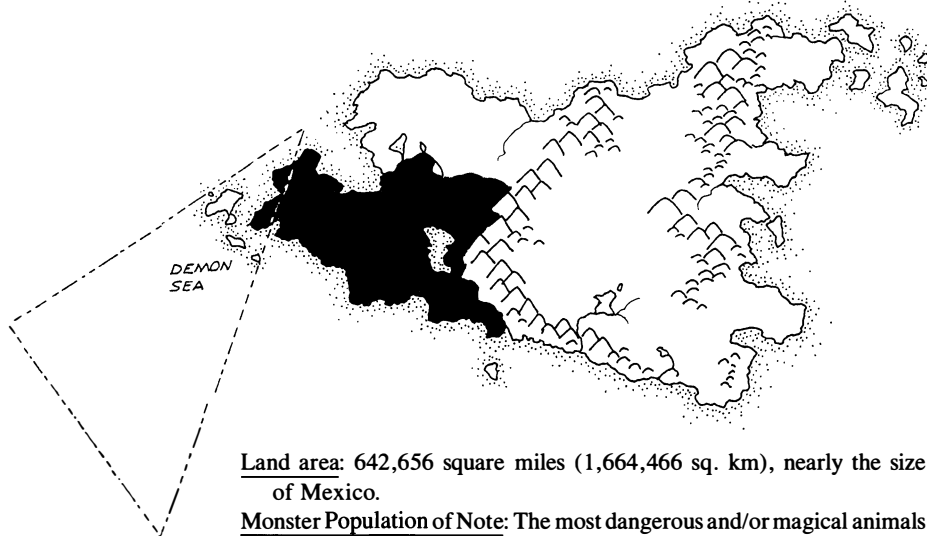 DEMON
SEA
Land area: 642,656 square miles (1,664,466 sq. km), nearly the size
of Mexico.
Monster Population of Note: The most dangerous and/or magical animals